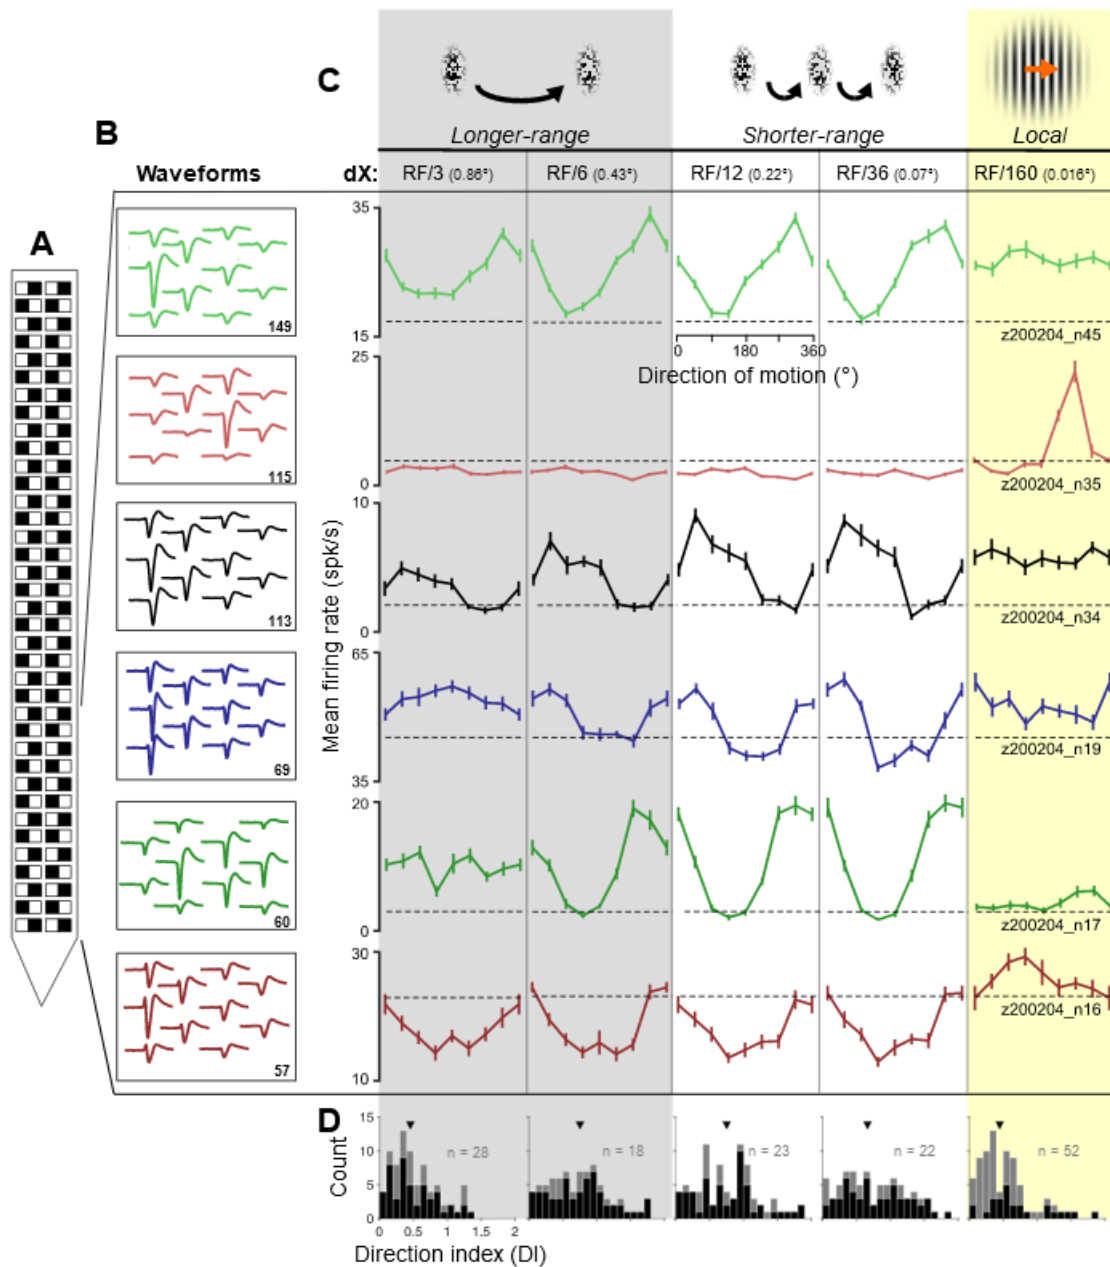 C
Longer-range
Shorter-range
Local
B
Waveforms
dX:
RF/3 (0.86°)
RF/6 (0.43°)
RF/12 (0.22°)
RF/36 (0.07°)
RF/160 (0.016°)
A
149
35
15
0 180 360
Direction of motion (°)
z200204_n45
115
25
0
z200204_n35
113
10
0
z200204_n34
Mean firing rate (spk/s)
69
65
35
z200204_n19
60
20
0
z200204_n17
57
30
10
z200204_n16
D
Count
15
10
5
0
n = 28
n = 18
n = 23
n = 22
n = 52
0 0.5 1 1.5 2
Direction index (DI)